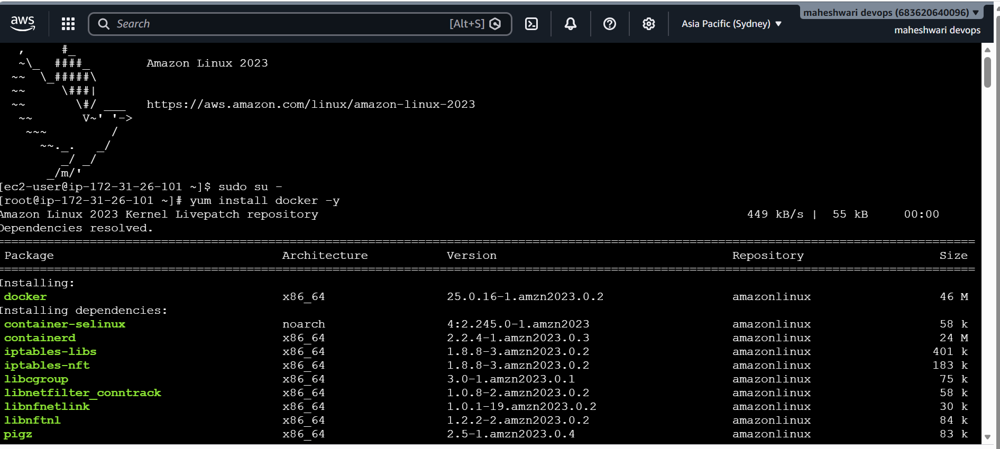 aws
Search [Alt+S]
Asia Pacific (Sydney) ▼
maheshwari devops (683620640096) ▼
maheshwari devops
   ,     #_
   ~\_  ####_        Amazon Linux 2023
  ~~  \_#####\
  ~~     \###|
  ~~       \#/ ___   https://aws.amazon.com/linux/amazon-linux-2023
   ~~       V~' '->
    ~~~         /
      ~~._.   _/
         _/ _/
       _/m/'
[ec2-user@ip-172-31-26-101 ~]$ sudo su -
[root@ip-172-31-26-101 ~]# yum install docker -y
Amazon Linux 2023 Kernel Livepatch repository 449 kB/s | 55 kB 00:00
Dependencies resolved.
Package Architecture Version Repository Size
Installing:
docker x86_64 25.0.16-1.amzn2023.0.2 amazonlinux 46 M
Installing dependencies:
container-selinux noarch 4:2.245.0-1.amzn2023 amazonlinux 58 k
containerd x86_64 2.2.4-1.amzn2023.0.3 amazonlinux 24 M
iptables-libs x86_64 1.8.8-3.amzn2023.0.2 amazonlinux 401 k
iptables-nft x86_64 1.8.8-3.amzn2023.0.2 amazonlinux 183 k
libcgroup x86_64 3.0-1.amzn2023.0.1 amazonlinux 75 k
libnetfilter_conntrack x86_64 1.0.8-2.amzn2023.0.2 amazonlinux 58 k
libnfnetlink x86_64 1.0.1-19.amzn2023.0.2 amazonlinux 30 k
libnftnl x86_64 1.2.2-2.amzn2023.0.2 amazonlinux 84 k
pigz x86_64 2.5-1.amzn2023.0.4 amazonlinux 83 k